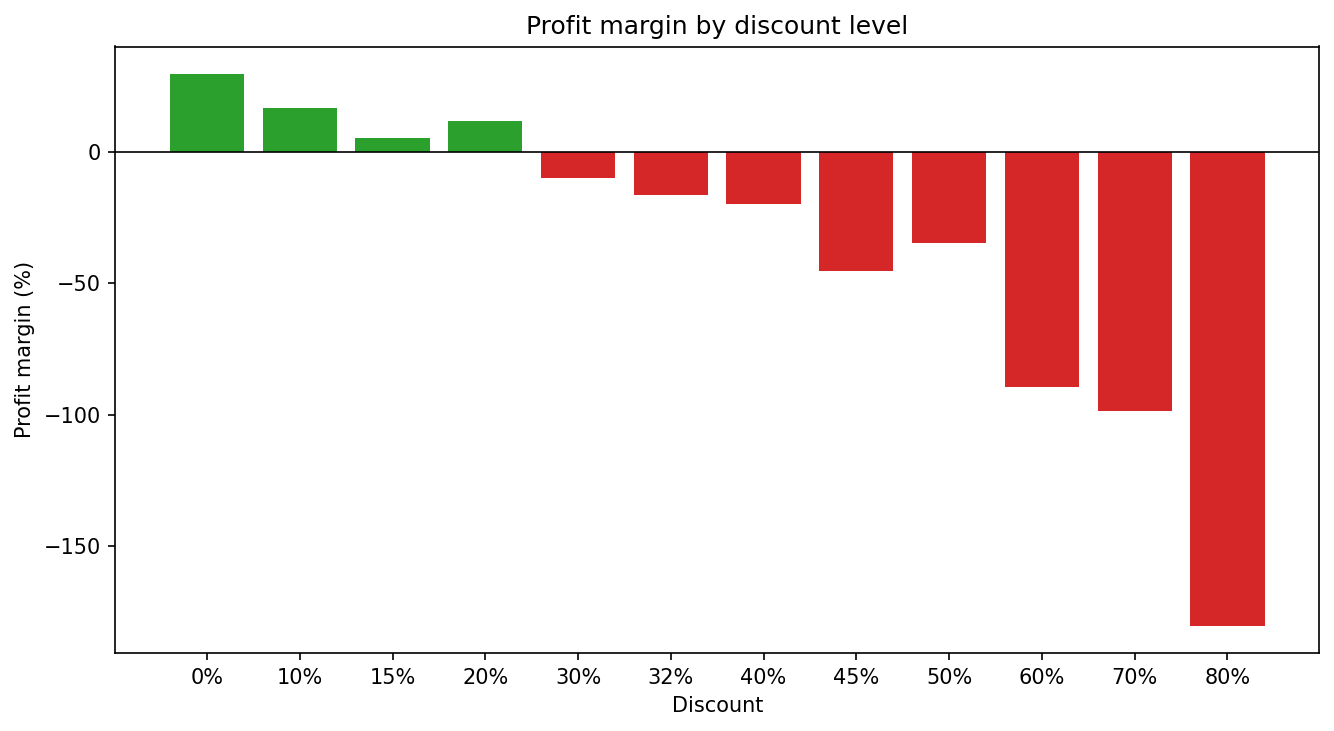 Profit margin by discount level
Profit margin (%)
0
−50
−100
−150
0% 10% 15% 20% 30% 32% 40% 45% 50% 60% 70% 80%
Discount